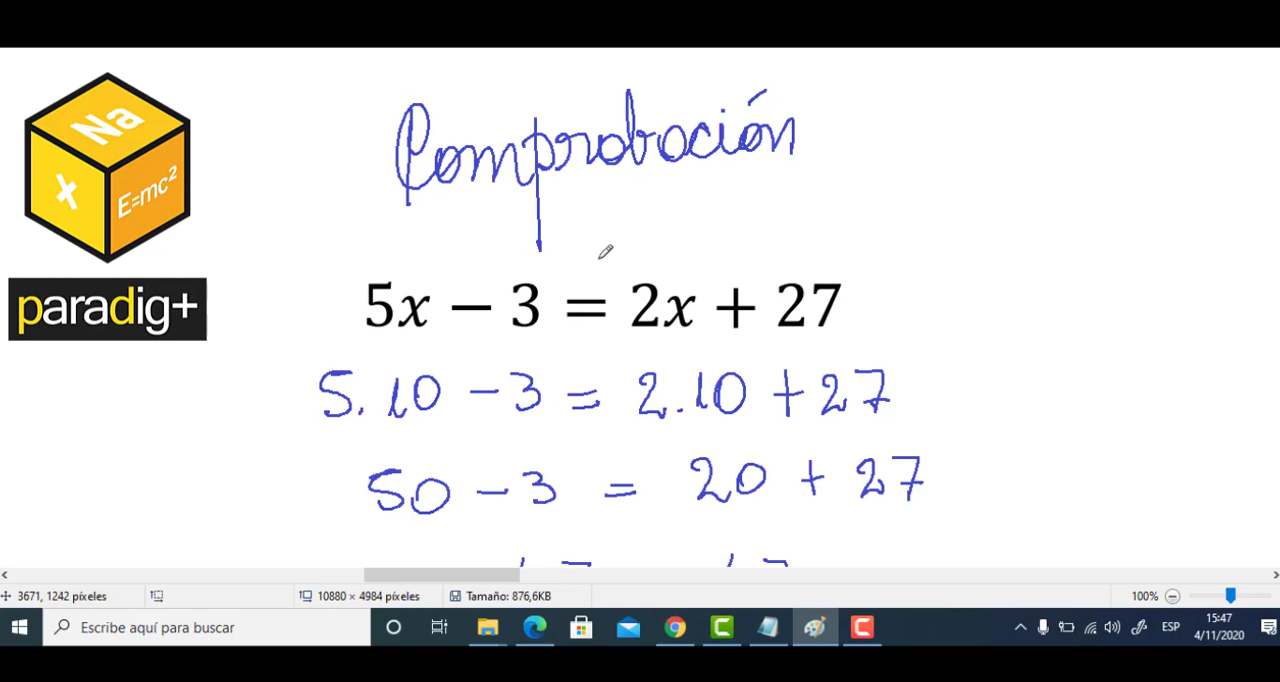 Comprobación
Na
x
E=mc²
paradig+
5x − 3 = 2x + 27
5.10 − 3 = 2.10 + 27
50 − 3 = 20 + 27
3671, 1242 píxeles
10880 × 4984 píxeles
Tamaño: 876,6KB
100%
Escribe aquí para buscar
ESP
15:47
4/11/2020